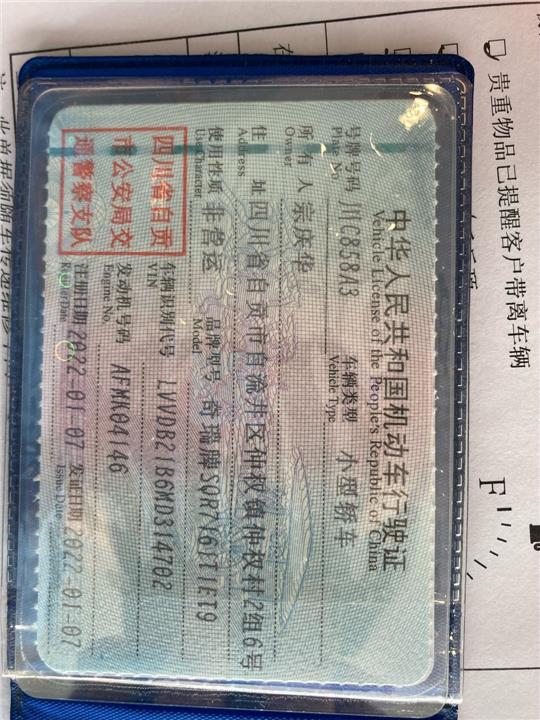 贵重物品已提醒客户带离车辆
F
中华人民共和国机动车行驶证
Vehicle License of the People's Republic of China
号牌号码 川C858A3 车辆类型 小型轿车
Plate No. Vehicle Type
所有人 宗庆华
Owner
住址 四川省自贡市自流井区仲权镇仲权村2组6号
Address
使用性质 非营运 品牌型号 奇瑞牌SQR7161T1ET9
Use Character Model
四川省自贡
市公安局交
通警察支队
车辆识别代号 LVVDB21B6MD314702
VIN
发动机号码 AFMK04146
Engine No.
注册日期 2022-01-07 发证日期 2022-01-07
Register Date Issue Date